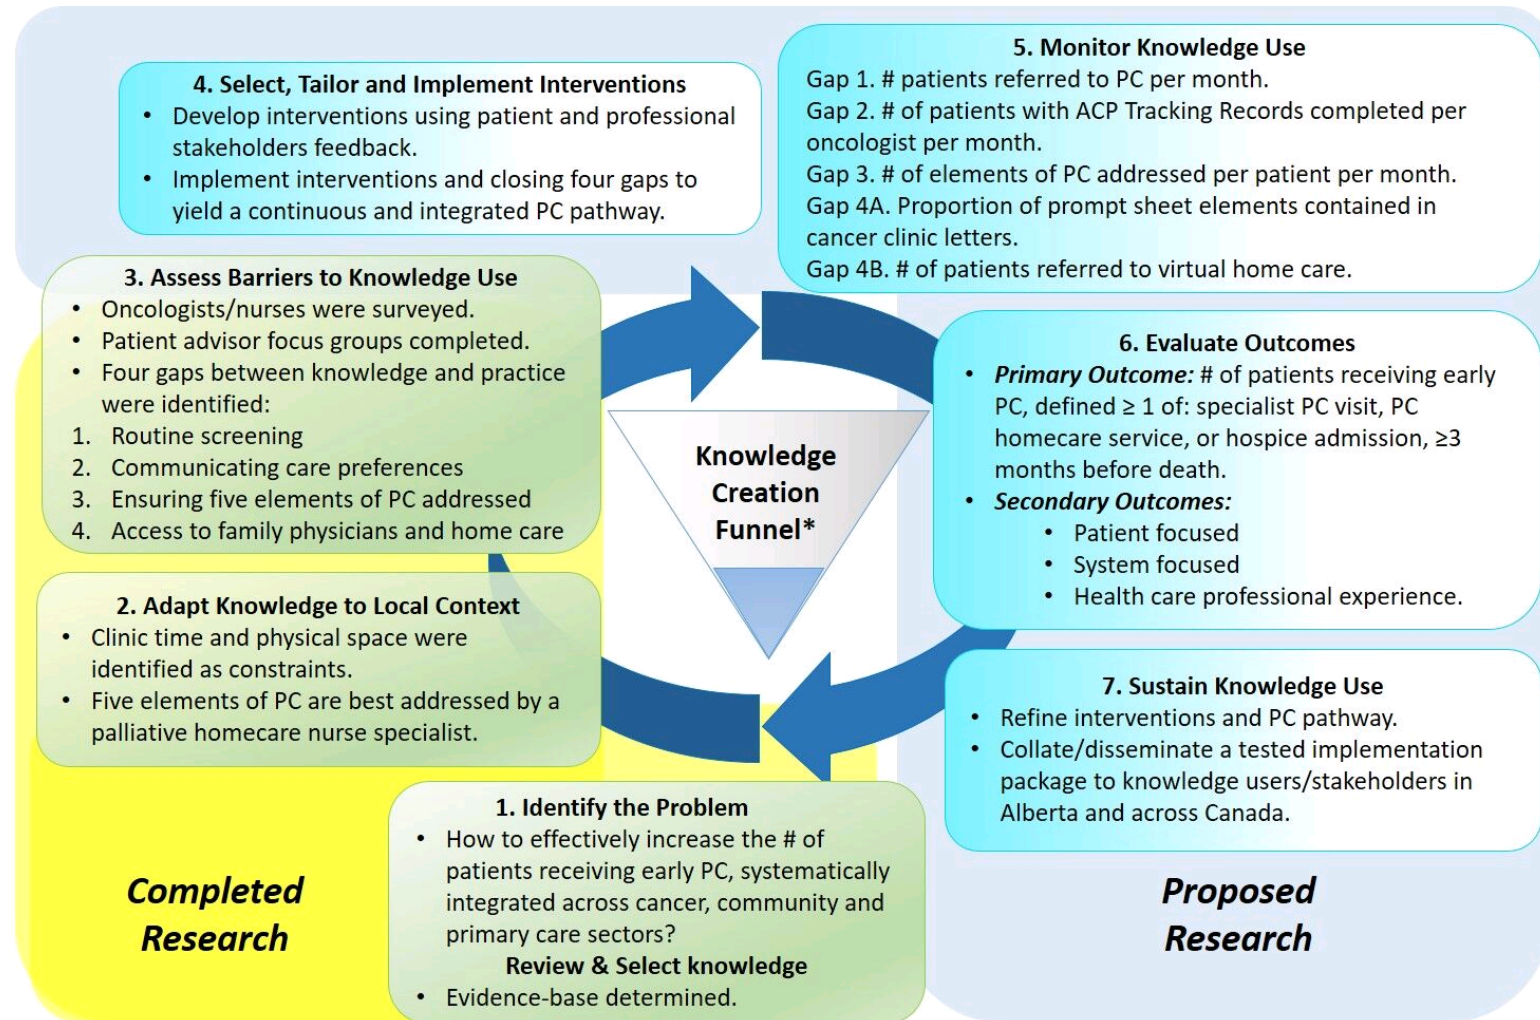 4. Select, Tailor and Implement Interventions
• Develop interventions using patient and professional
stakeholders feedback.
• Implement interventions and closing four gaps to
yield a continuous and integrated PC pathway.
5. Monitor Knowledge Use
Gap 1. # patients referred to PC per month.
Gap 2. # of patients with ACP Tracking Records completed per
oncologist per month.
Gap 3. # of elements of PC addressed per patient per month.
Gap 4A. Proportion of prompt sheet elements contained in
cancer clinic letters.
Gap 4B. # of patients referred to virtual home care.
3. Assess Barriers to Knowledge Use
• Oncologists/nurses were surveyed.
• Patient advisor focus groups completed.
• Four gaps between knowledge and practice
were identified:
1. Routine screening
2. Communicating care preferences
3. Ensuring five elements of PC addressed
4. Access to family physicians and home care
Knowledge
Creation
Funnel*
6. Evaluate Outcomes
• Primary Outcome: # of patients receiving early
PC, defined ≥ 1 of: specialist PC visit, PC
homecare service, or hospice admission, ≥3
months before death.
• Secondary Outcomes:
• Patient focused
• System focused
• Health care professional experience.
2. Adapt Knowledge to Local Context
• Clinic time and physical space were
identified as constraints.
• Five elements of PC are best addressed by a
palliative homecare nurse specialist.
7. Sustain Knowledge Use
• Refine interventions and PC pathway.
• Collate/disseminate a tested implementation
package to knowledge users/stakeholders in
Alberta and across Canada.
1. Identify the Problem
• How to effectively increase the # of
patients receiving early PC, systematically
integrated across cancer, community and
primary care sectors?
Review & Select knowledge
• Evidence-base determined.
Completed
Research
Proposed
Research